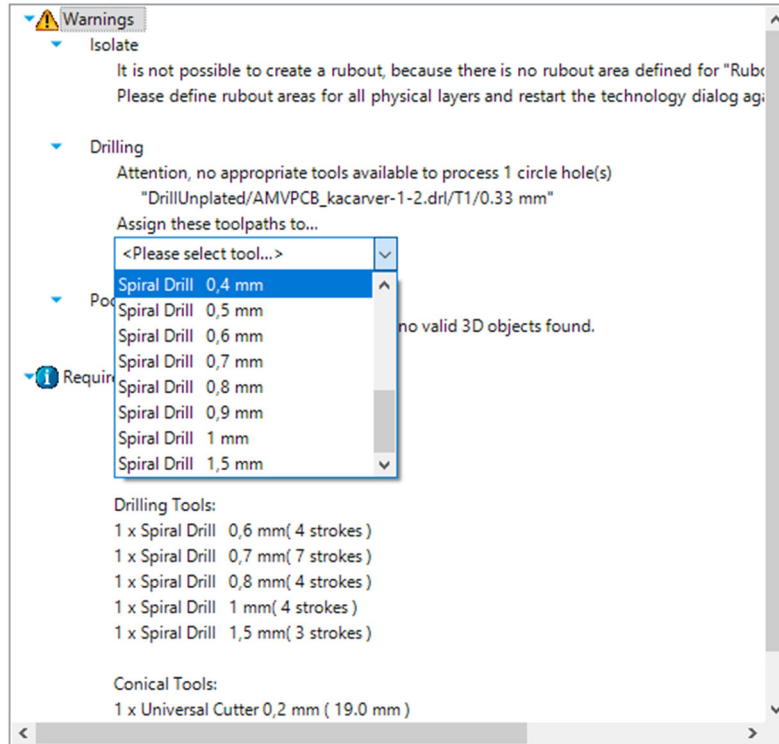 Warnings
Isolate
It is not possible to create a rubout, because there is no rubout area defined for "Rub
Please define rubout areas for all physical layers and restart the technology dialog aga
Drilling
Attention, no appropriate tools available to process 1 circle hole(s)
"DrillUnplated/AMVPCB_kacarver-1-2.drl/T1/0.33 mm"
Assign these toolpaths to...
<Please select tool...>
Spiral Drill 0,4 mm
Poc
Spiral Drill 0,5 mm
no valid 3D objects found.
Spiral Drill 0,6 mm
Spiral Drill 0,7 mm
Requir
Spiral Drill 0,8 mm
Spiral Drill 0,9 mm
Spiral Drill 1 mm
Spiral Drill 1,5 mm
Drilling Tools:
1 x Spiral Drill 0,6 mm( 4 strokes )
1 x Spiral Drill 0,7 mm( 7 strokes )
1 x Spiral Drill 0,8 mm( 4 strokes )
1 x Spiral Drill 1 mm( 4 strokes )
1 x Spiral Drill 1,5 mm( 3 strokes )
Conical Tools:
1 x Universal Cutter 0,2 mm ( 19.0 mm )